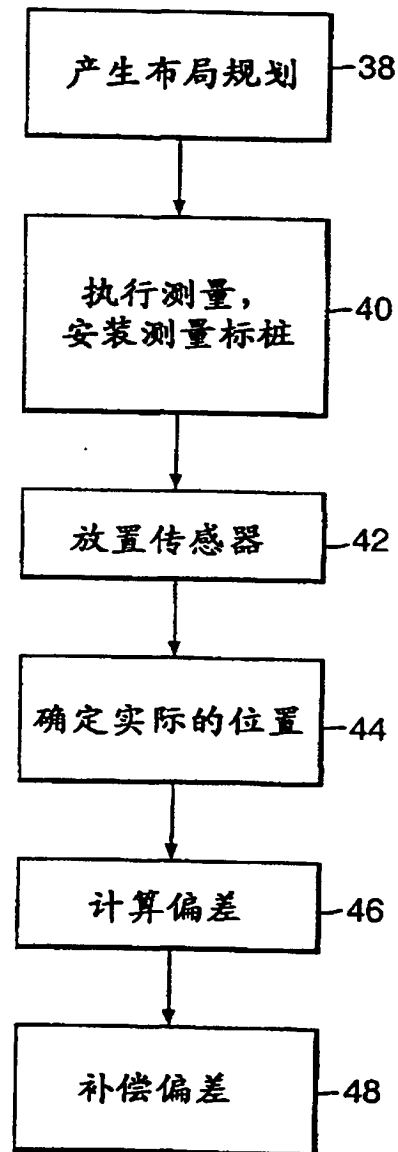 产生布局规划
38
执行测量，
安装测量标桩
40
放置传感器
42
确定实际的位置
44
计算偏差
46
补偿偏差
48